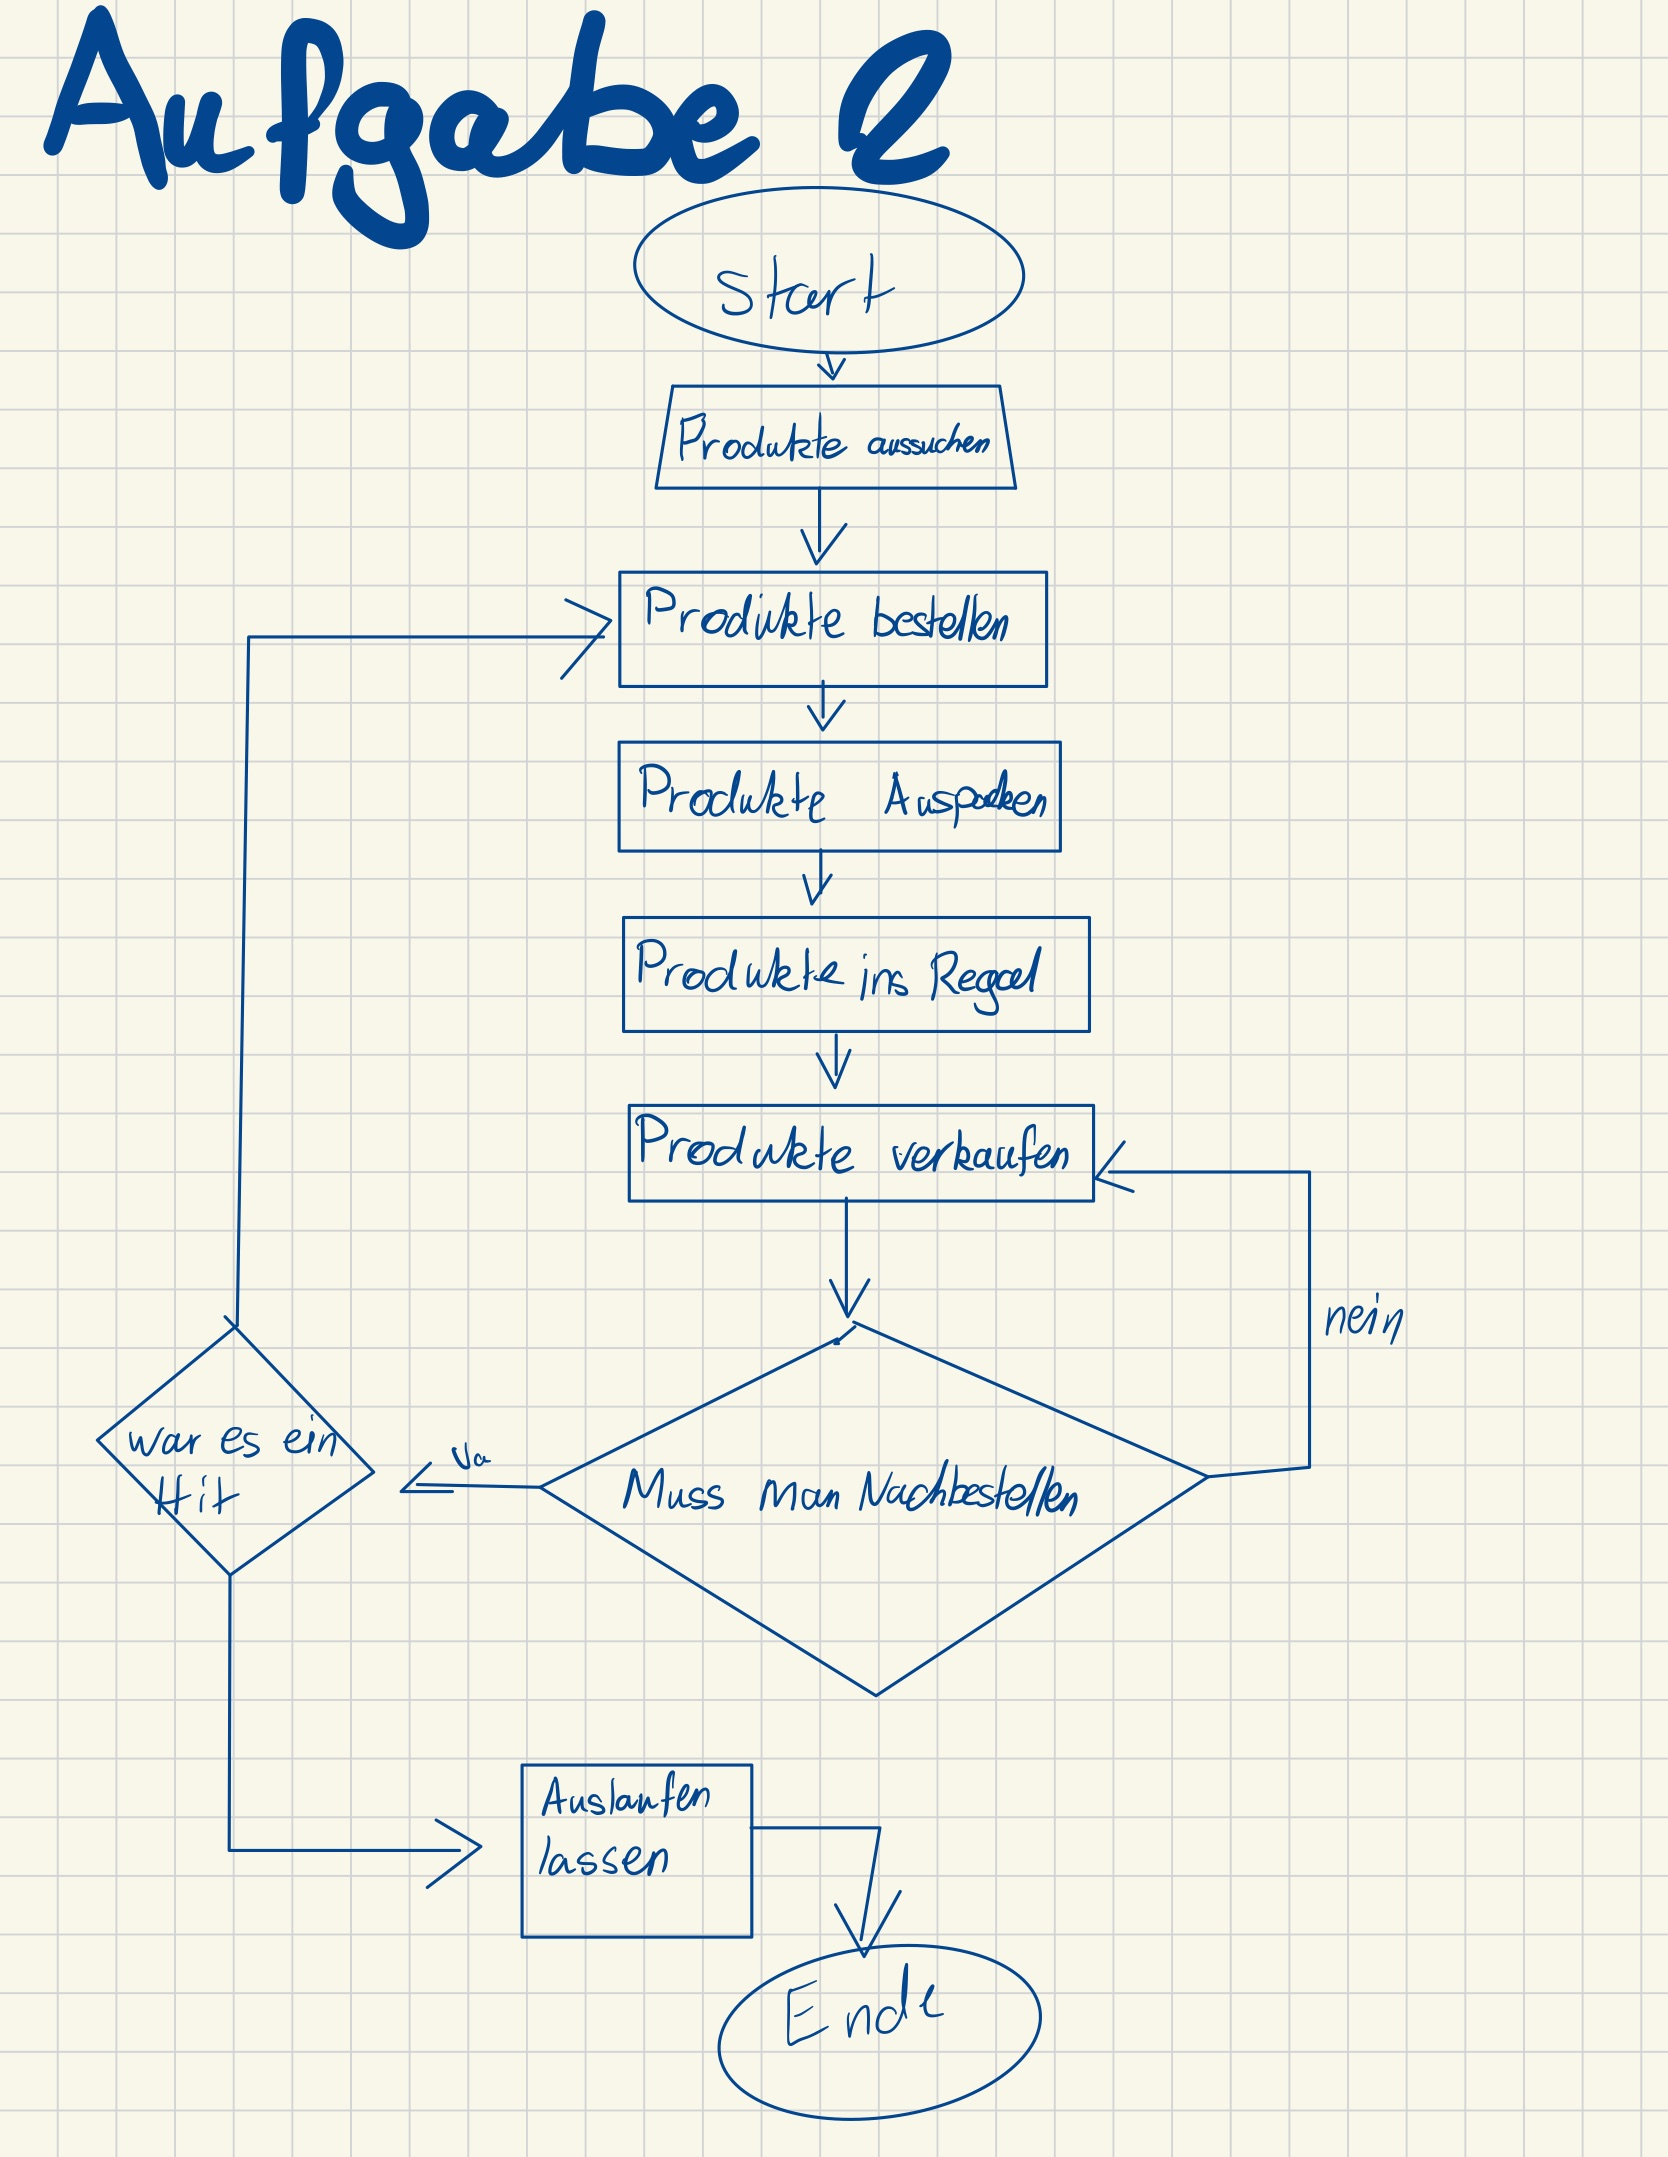 Aufgabe 2
Start
Produkte aussuchen
Produkte bestellen
Produkte Auspacken
Produkte ins Regal
Produkte verkaufen
nein
Ja
Muss man Nachbestellen
war es ein
Hit
Auslaufen
lassen
Ende